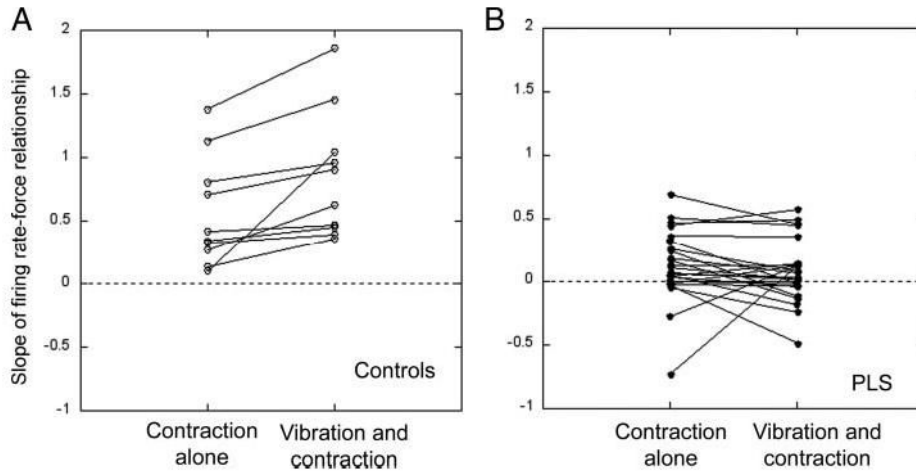 A
B
Slope of firing rate-force relationship
2
1.5
1
0.5
0
-0.5
-1
Controls
Contraction
alone
Vibration and
contraction
2
1.5
1
0.5
0
-0.5
-1
PLS
Contraction
alone
Vibration and
contraction